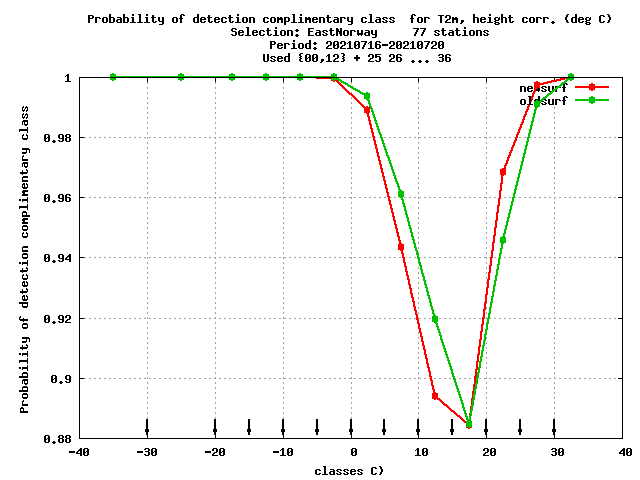 Probability of detection complimentary class  for T2m, height corr. (deg C)
Selection: EastNorway     77 stations
Period: 20210716-20210720
Used {00,12} + 25 26 ... 36
newsurf
oldsurf
Probability of detection complimentary class
1
0.98
0.96
0.94
0.92
0.9
0.88
-40 -30 -20 -10 0 10 20 30 40
classes C)